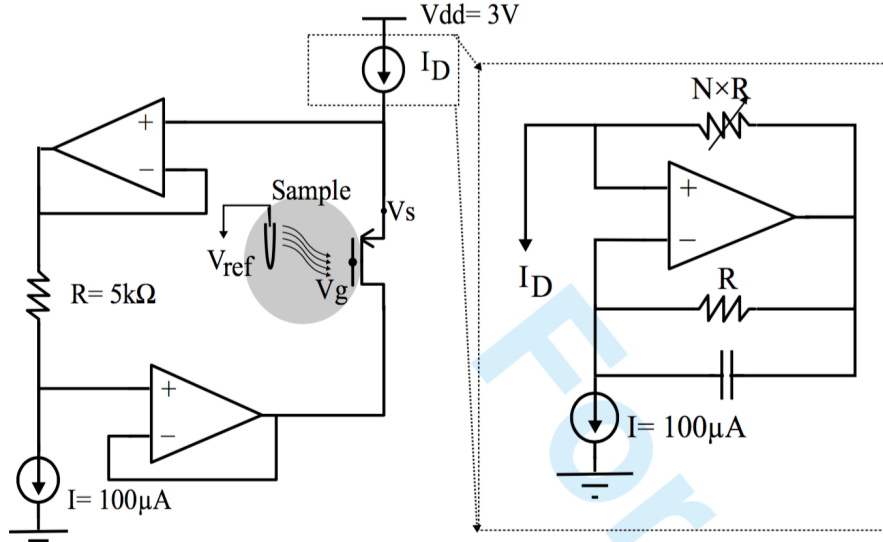 Vdd= 3V
I_D
N×R
+
−
Sample
Vs
V_ref
Vg
R= 5kΩ
+
−
I_D
R
+
−
I= 100µA
I= 100µA
For